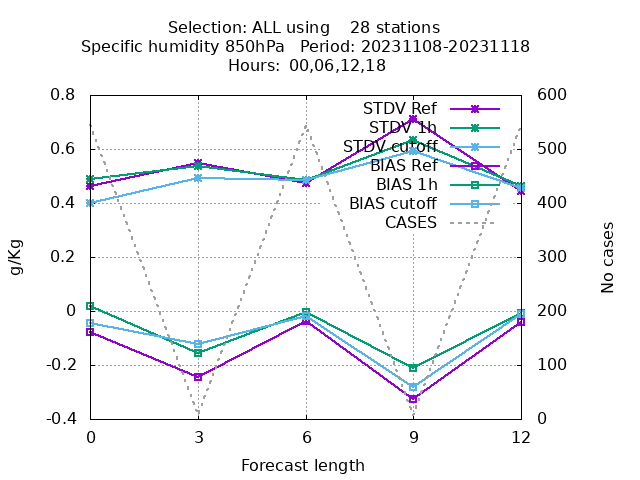 Selection: ALL using    28 stations
Specific humidity 850hPa   Period: 20231108-20231118
Hours: 00,06,12,18
0.8
0.6
0.4
0.2
0
-0.2
-0.4
g/Kg
STDV Ref
STDV 1h
STDV cutoff
BIAS Ref
BIAS 1h
BIAS cutoff
CASES
600
500
400
300
200
100
0
No cases
0 3 6 9 12
Forecast length